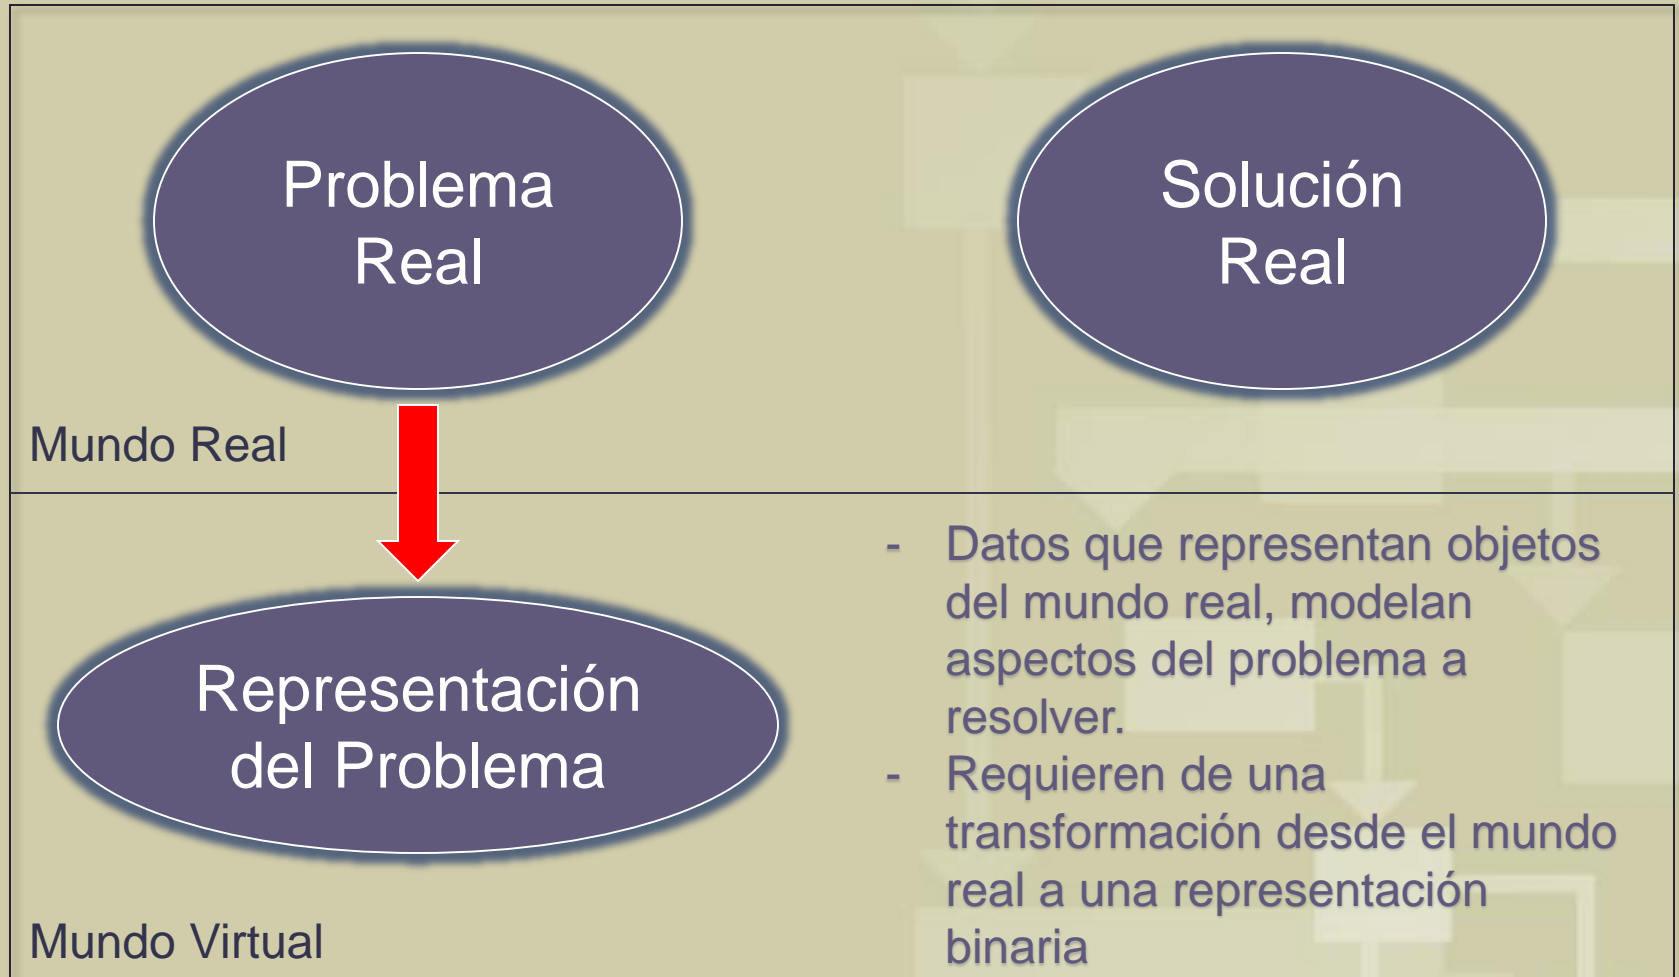 Problema
Real
Solución
Real
Mundo Real
Representación
del Problema
- Datos que representan objetos
del mundo real, modelan
aspectos del problema a
resolver.
- Requieren de una
transformación desde el mundo
real a una representación
binaria
Mundo Virtual